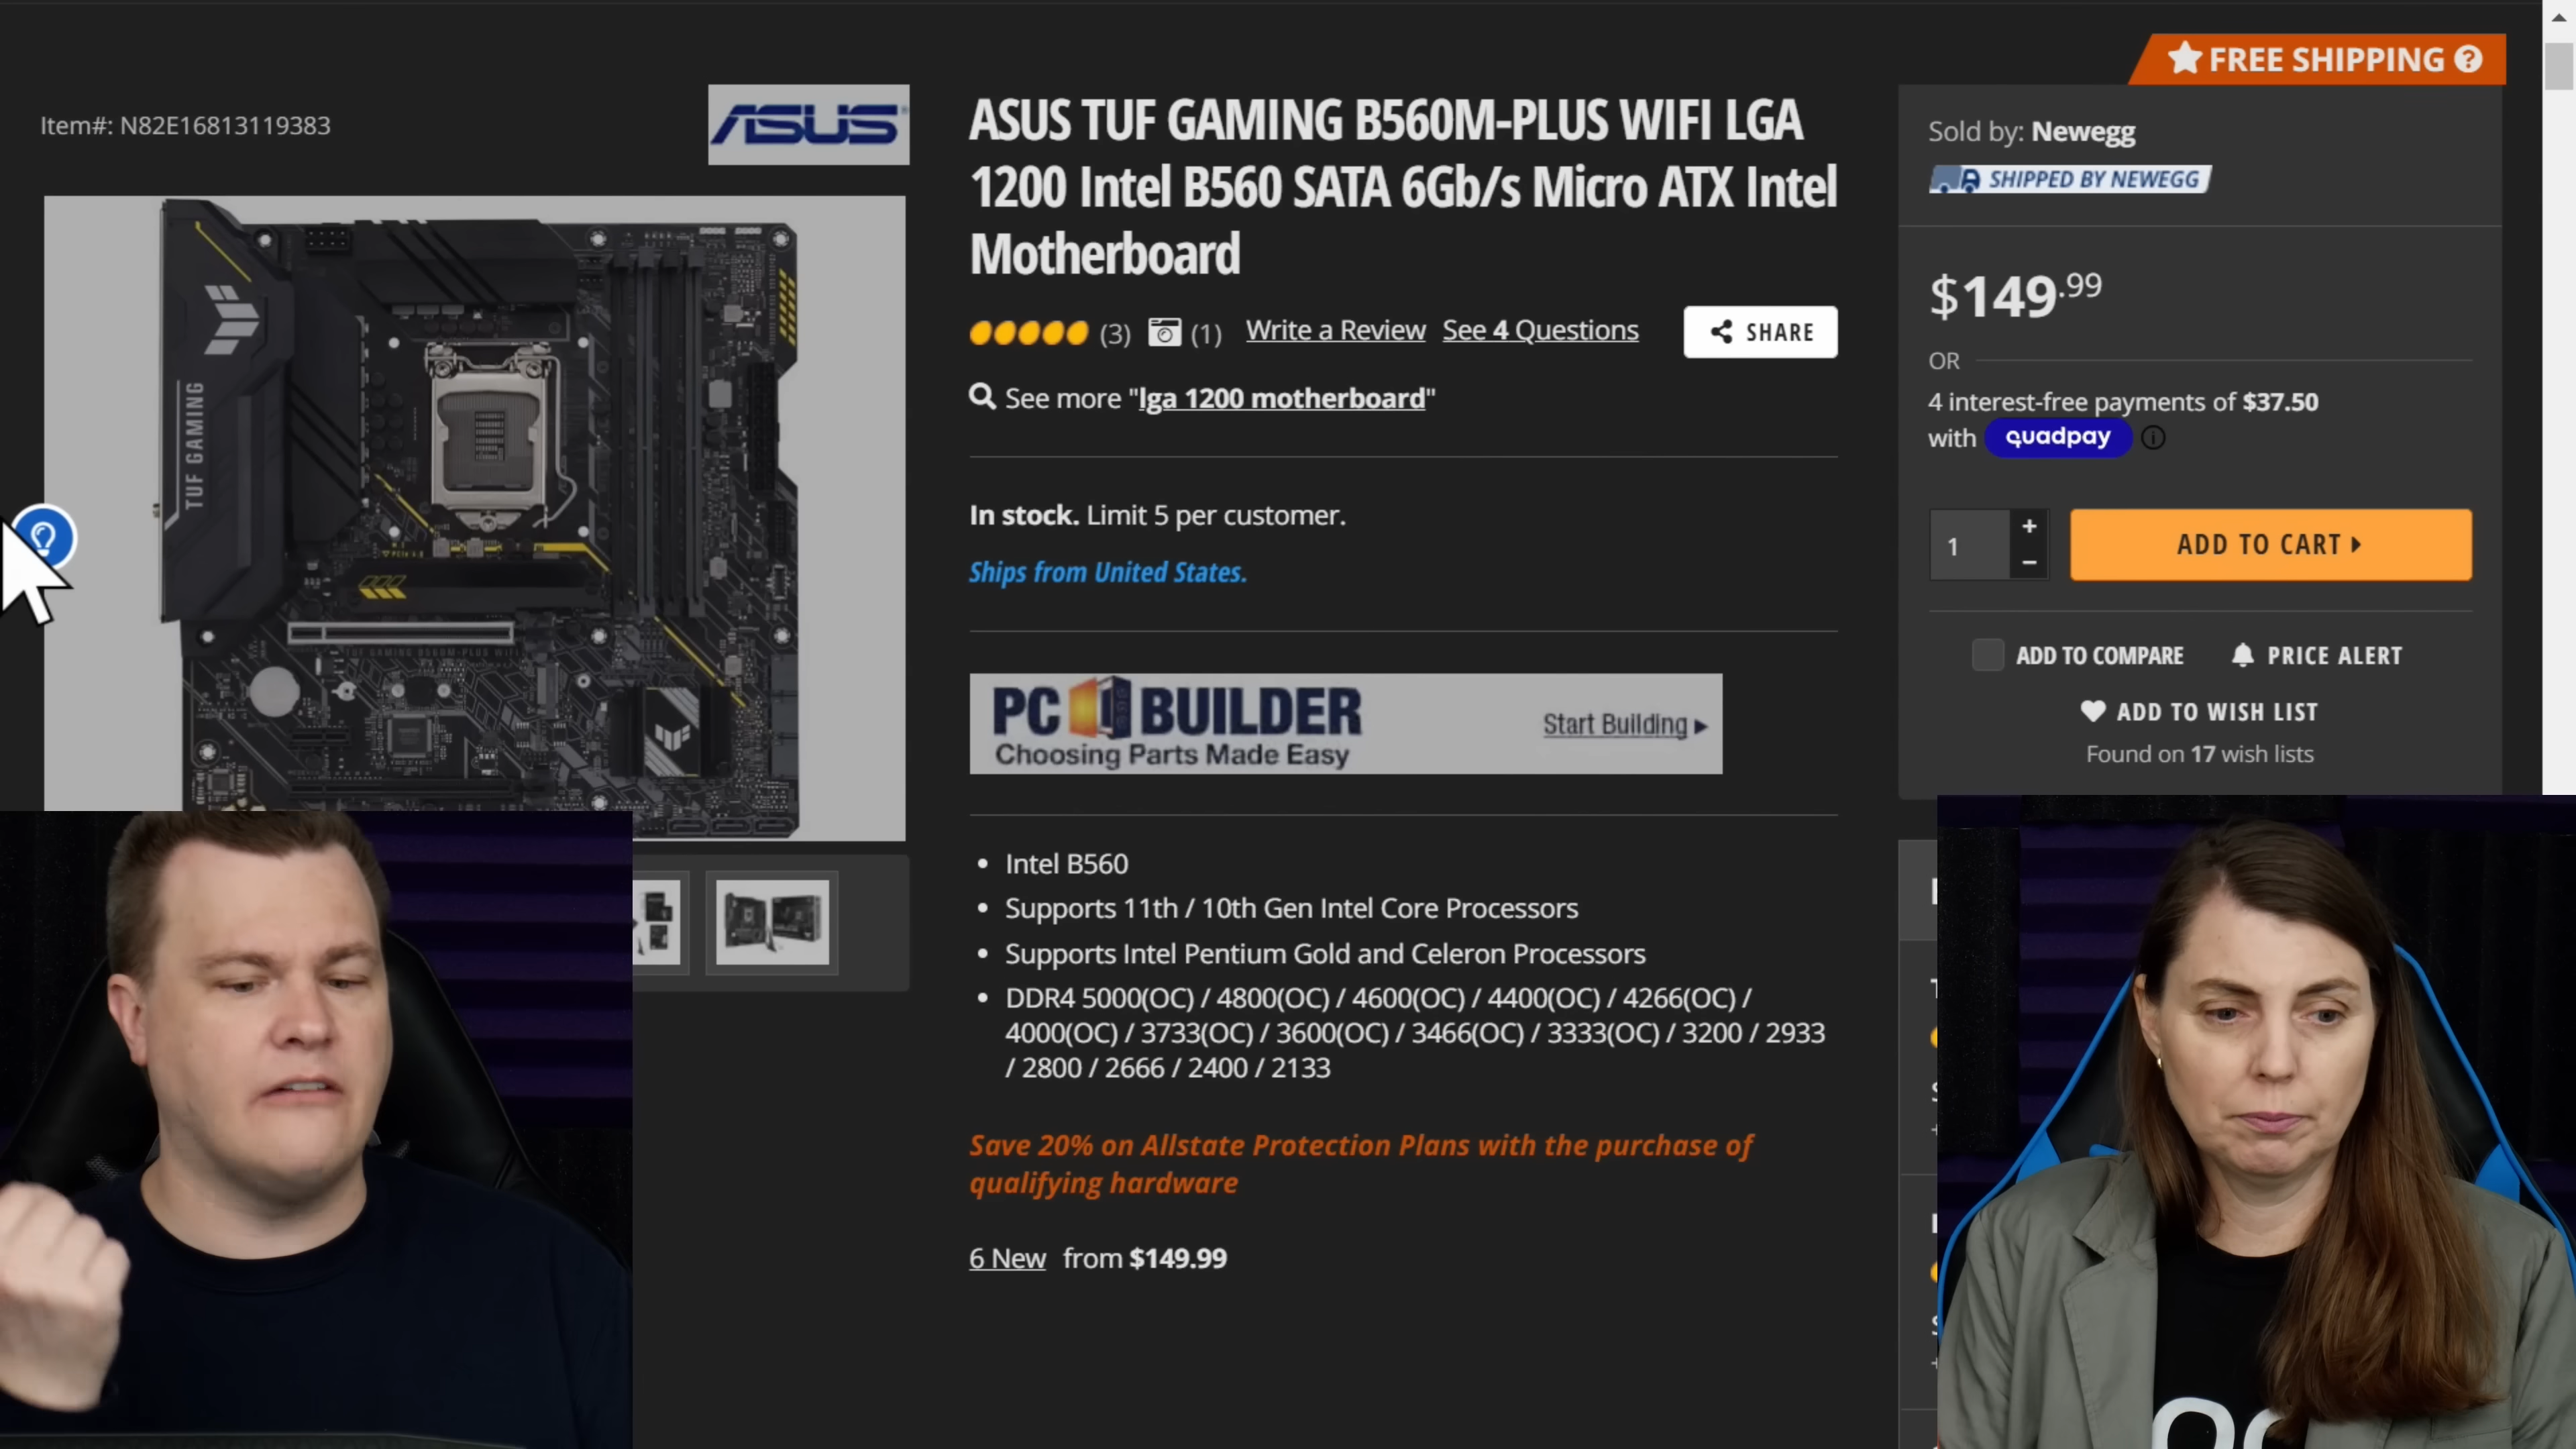 FREE SHIPPING ?
Item#: N82E16813119383
ASUS
ASUS TUF GAMING B560M-PLUS WIFI LGA
1200 Intel B560 SATA 6Gb/s Micro ATX Intel
Motherboard
(3) (1) Write a Review See 4 Questions SHARE
See more "lga 1200 motherboard"
In stock. Limit 5 per customer.
Ships from United States.
PC BUILDER
Choosing Parts Made Easy
Start Building
Intel B560
Supports 11th / 10th Gen Intel Core Processors
Supports Intel Pentium Gold and Celeron Processors
DDR4 5000(OC) / 4800(OC) / 4600(OC) / 4400(OC) / 4266(OC) /
4000(OC) / 3733(OC) / 3600(OC) / 3466(OC) / 3333(OC) / 3200 / 2933
/ 2800 / 2666 / 2400 / 2133
Save 20% on Allstate Protection Plans with the purchase of
qualifying hardware
6 New from $149.99
Sold by: Newegg
SHIPPED BY NEWEGG
$149.99
OR
4 interest-free payments of $37.50
with quadpay
1 + −
ADD TO CART
ADD TO COMPARE PRICE ALERT
ADD TO WISH LIST
Found on 17 wish lists
TUF GAMING
TUF GAMING B560M-PLUS WIFI